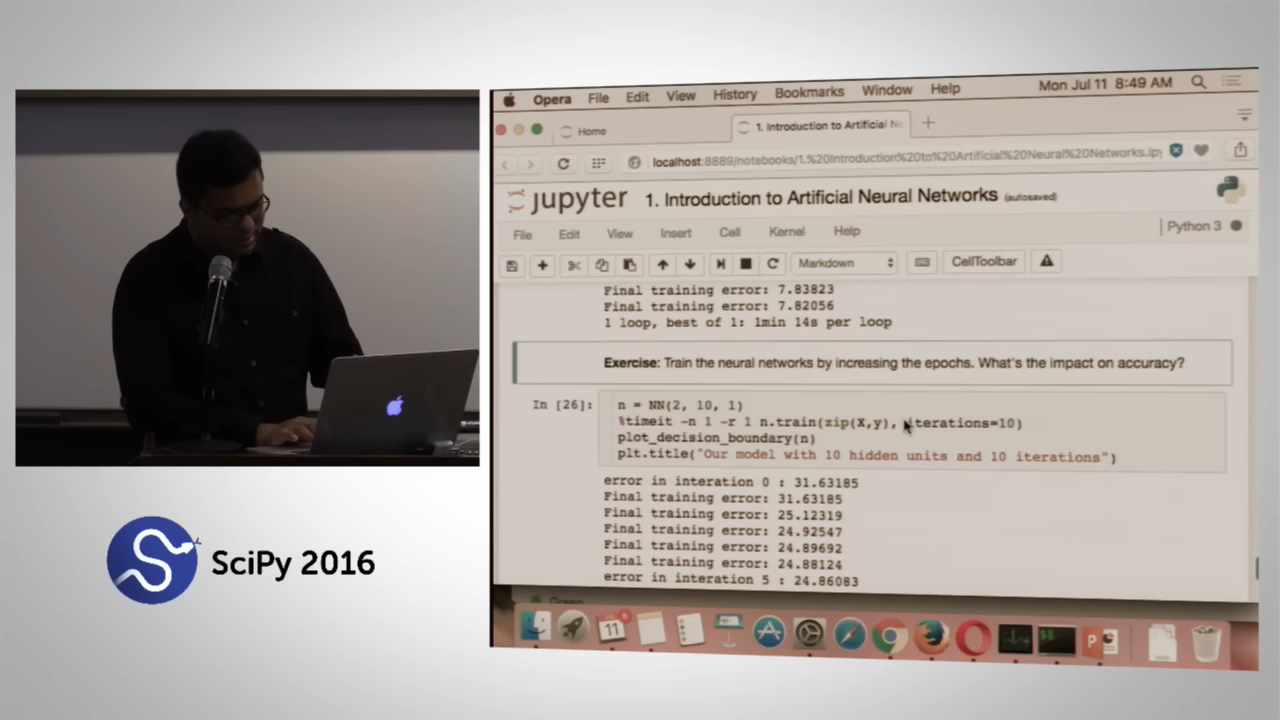 Opera File Edit View History Bookmarks Window Help Mon Jul 11 8:49 AM
Home
1. Introduction to Artificial Ne
localhost:8889/notebooks/1.%20Introduction%20to%20Artificial%20Neural%20Networks.ipy
jupyter 1. Introduction to Artificial Neural Networks (autosaved)
File Edit View Insert Cell Kernel Help Python 3
Markdown CellToolbar
Final training error: 7.83823
Final training error: 7.82056
1 loop, best of 1: 1min 14s per loop
Exercise: Train the neural networks by increasing the epochs. What's the impact on accuracy?
In [26]: n = NN(2, 10, 1)
%timeit -n 1 -r 1 n.train(zip(X,y), iterations=10)
plot_decision_boundary(n)
plt.title("Our model with 10 hidden units and 10 iterations")
error in interation 0 : 31.63185
Final training error: 31.63185
Final training error: 25.12319
Final training error: 24.92547
Final training error: 24.89692
Final training error: 24.88124
error in interation 5 : 24.86083
11
SciPy 2016